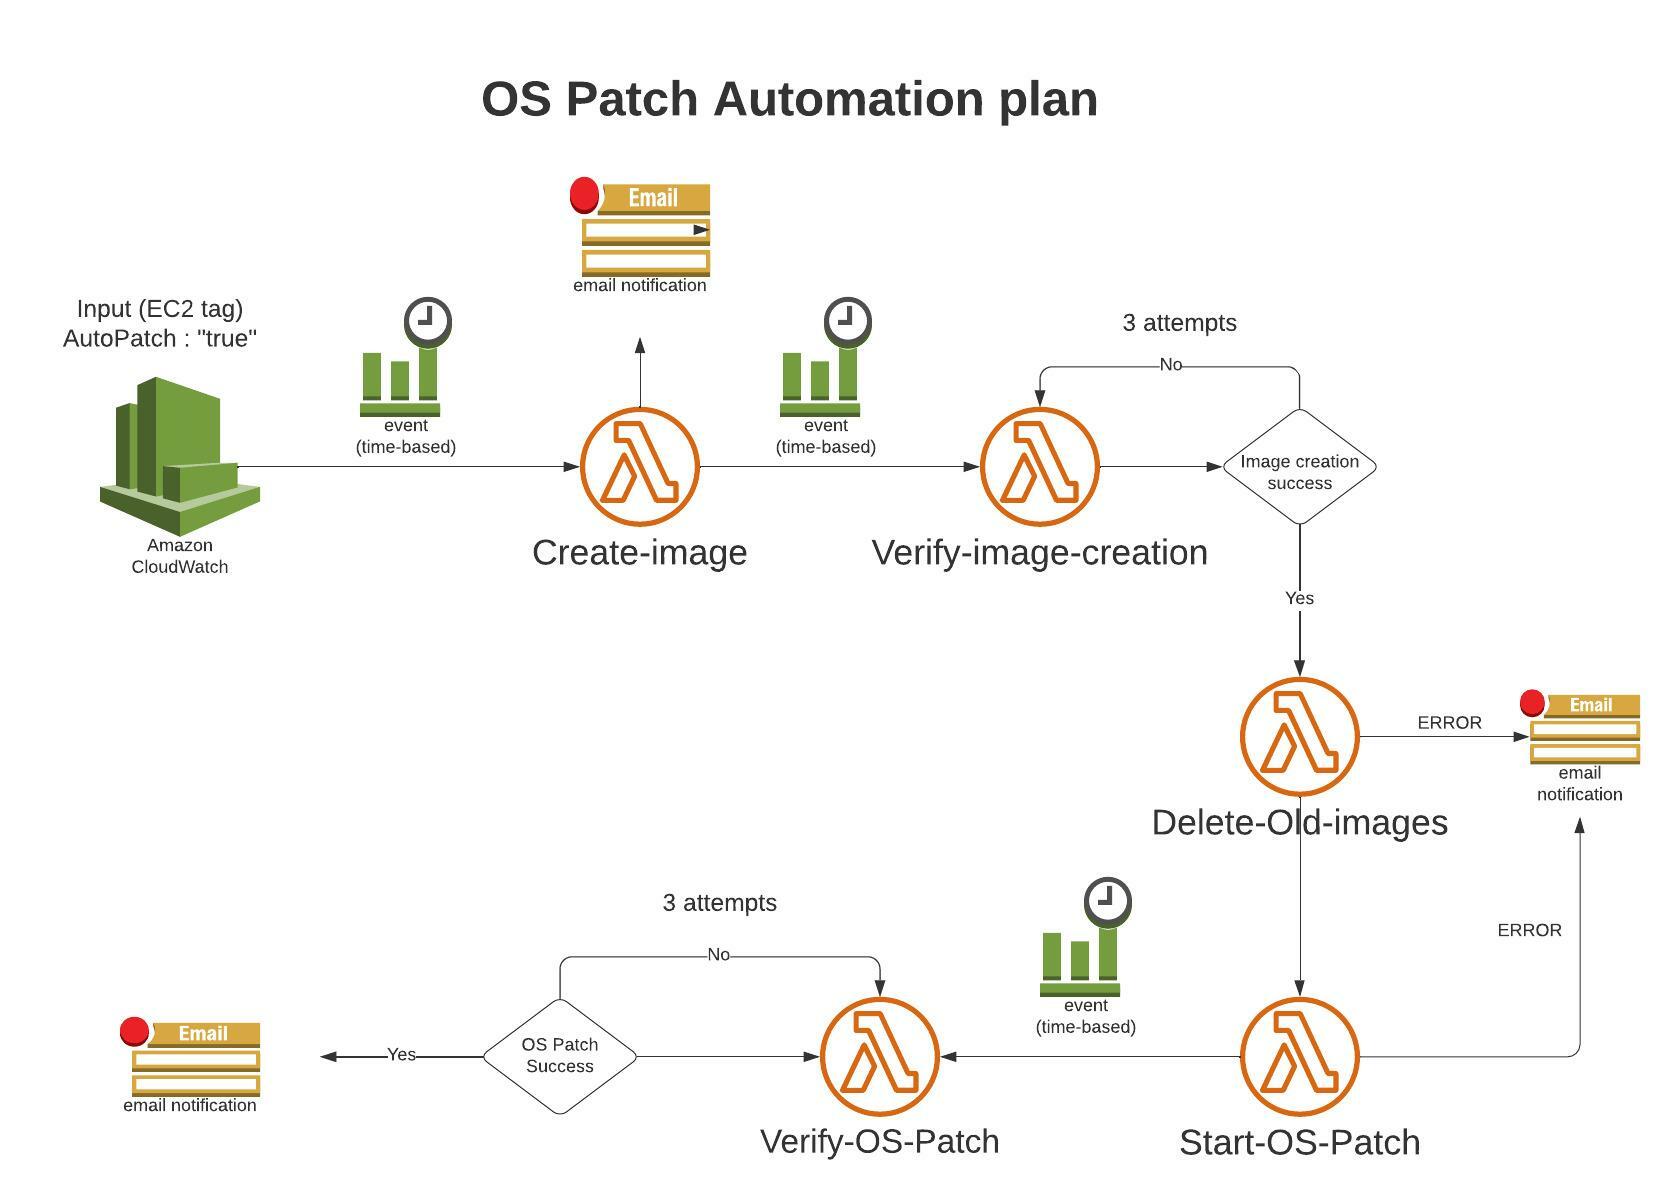 OS Patch Automation plan
Email
email notification
Input (EC2 tag)
AutoPatch : "true"
Amazon
CloudWatch
event
(time-based)
Create-image
event
(time-based)
Verify-image-creation
3 attempts
No
Image creation
success
Yes
Delete-Old-images
ERROR
Email
email
notification
ERROR
Start-OS-Patch
event
(time-based)
Verify-OS-Patch
3 attempts
No
OS Patch
Success
Yes
Email
email notification